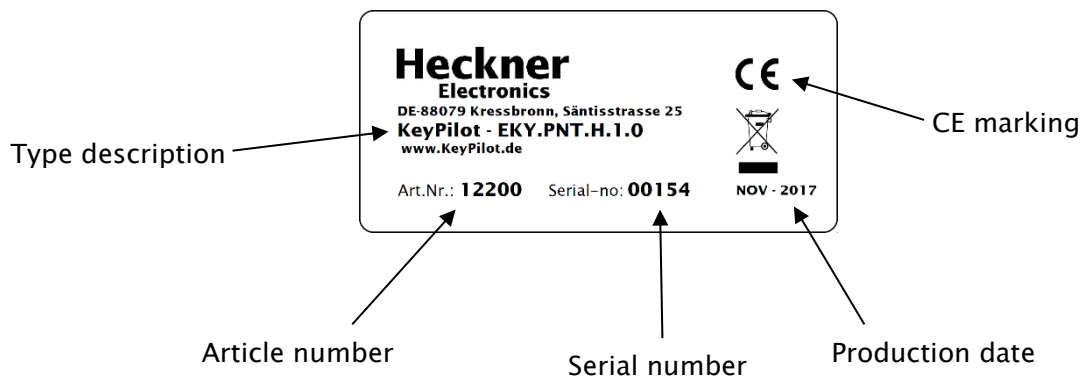 Heckner
Electronics
DE-88079 Kressbronn, Säntisstrasse 25
KeyPilot - EKY.PNT.H.1.0
www.KeyPilot.de
Art.Nr.: 12200 Serial-no: 00154
CE
NOV - 2017
Type description
CE marking
Article number
Serial number
Production date